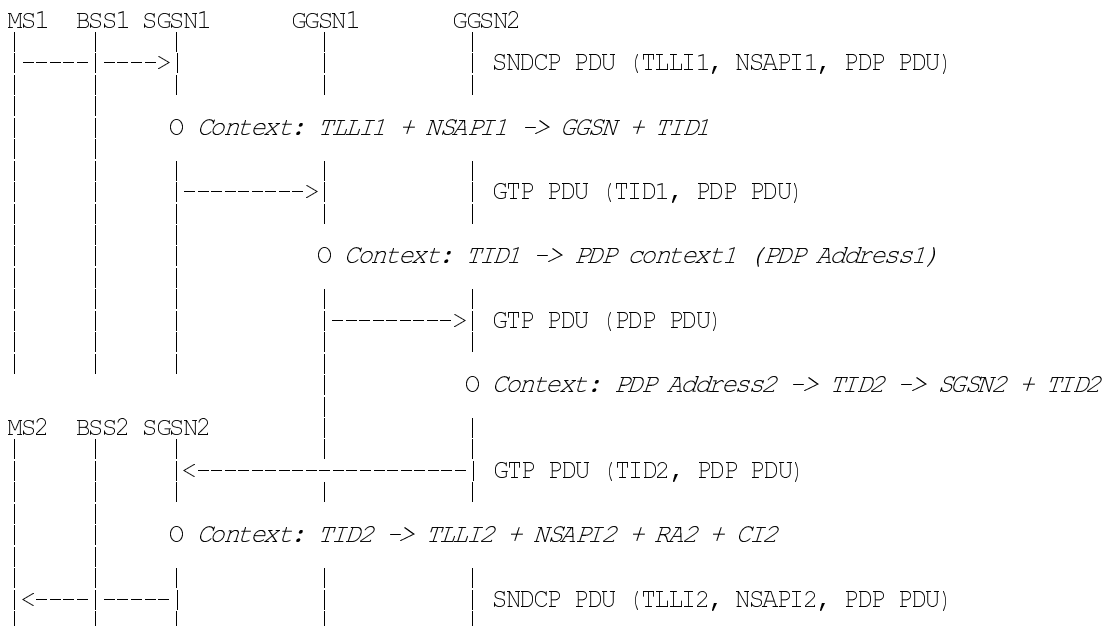 MS1 BSS1 SGSN1 GGSN1 GGSN2
SNDCP PDU (TLLI1, NSAPI1, PDP PDU)
O Context: TLLI1 + NSAPI1 -> GGSN + TID1
GTP PDU (TID1, PDP PDU)
O Context: TID1 -> PDP context1 (PDP Address1)
GTP PDU (PDP PDU)
O Context: PDP Address2 -> TID2 -> SGSN2 + TID2
MS2 BSS2 SGSN2
GTP PDU (TID2, PDP PDU)
O Context: TID2 -> TLLI2 + NSAPI2 + RA2 + CI2
SNDCP PDU (TLLI2, NSAPI2, PDP PDU)